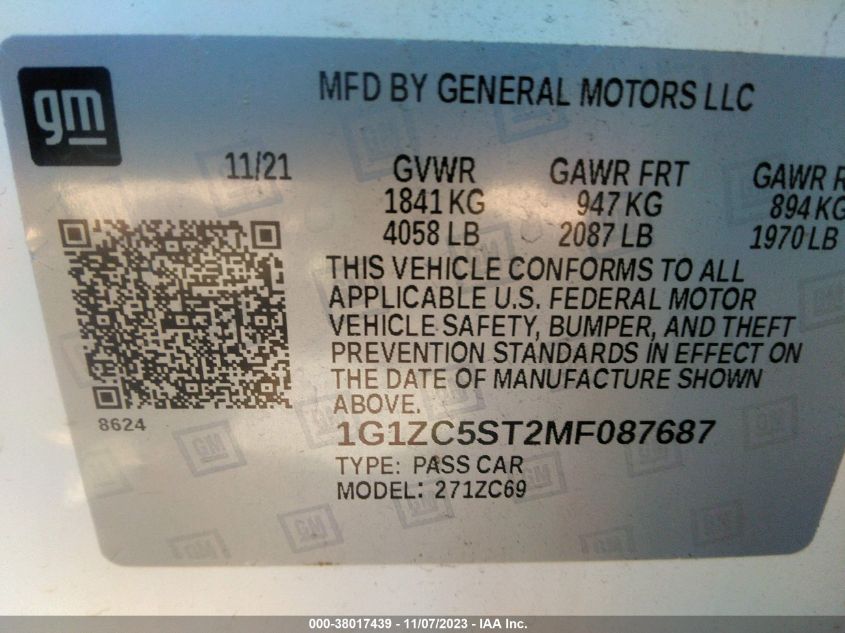 gm
MFD BY GENERAL MOTORS LLC
11/21 GVWR GAWR FRT GAWR R
1841 KG 947 KG 894 KG
4058 LB 2087 LB 1970 LB
THIS VEHICLE CONFORMS TO ALL
APPLICABLE U.S. FEDERAL MOTOR
VEHICLE SAFETY, BUMPER, AND THEFT
PREVENTION STANDARDS IN EFFECT ON
THE DATE OF MANUFACTURE SHOWN
ABOVE.
8624
1G1ZC5ST2MF087687
TYPE: PASS CAR
MODEL: 271ZC69
000-38017439 - 11/07/2023 - IAA Inc.